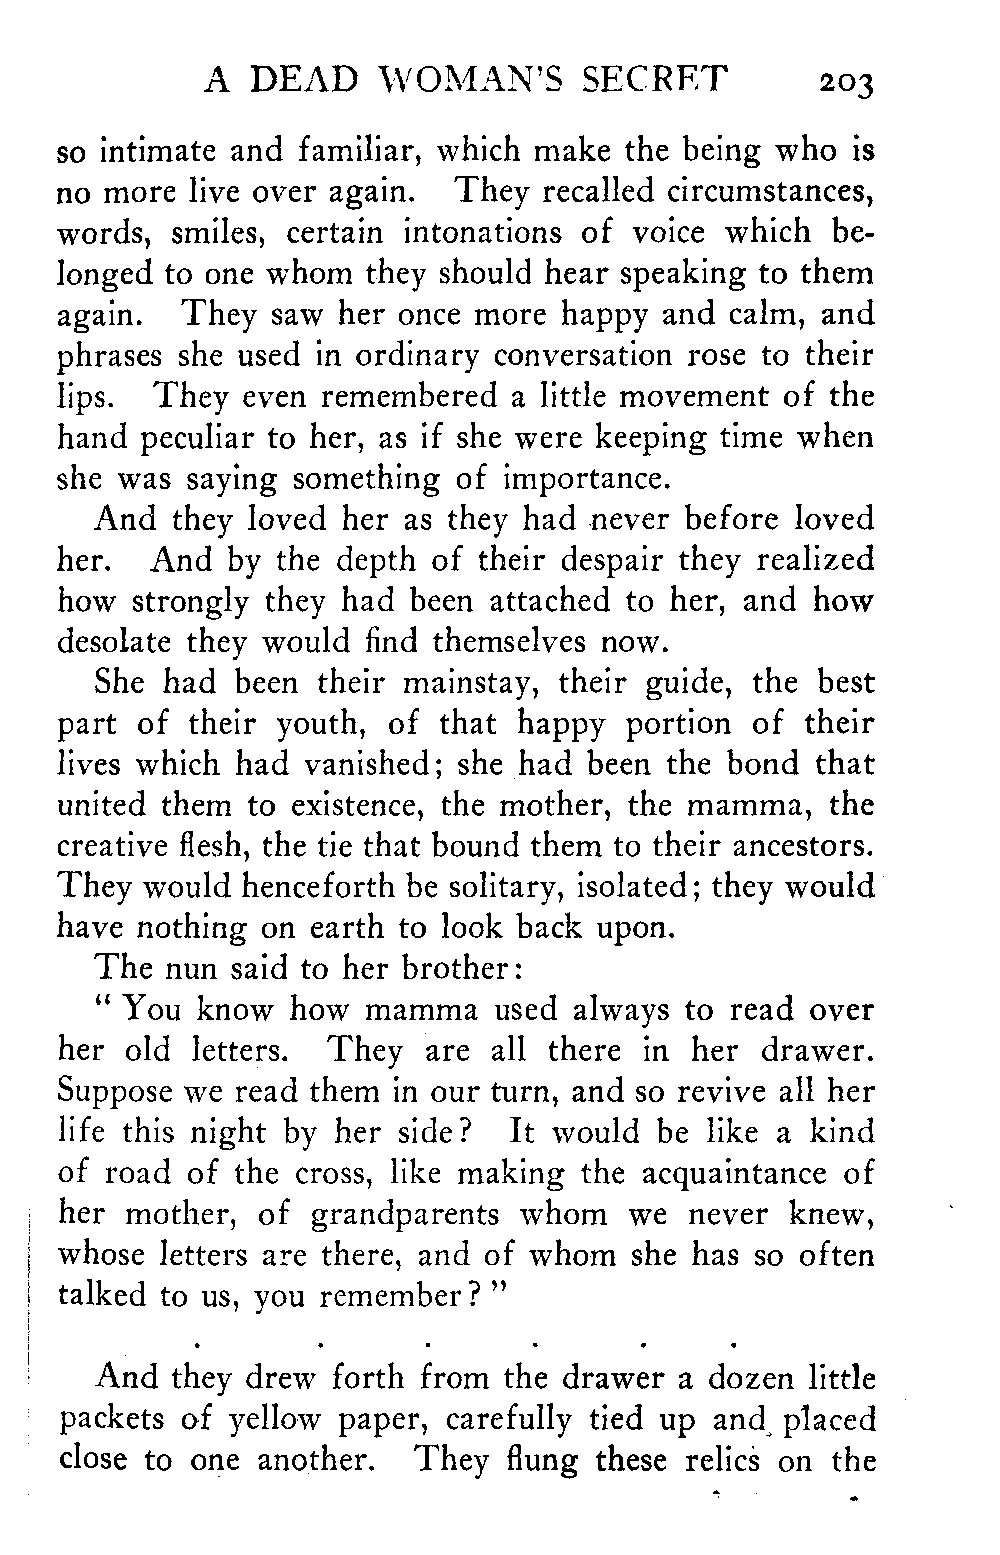 A DEAD WOMAN'S SECRET 203
so intimate and familiar, which make the being who is
no more live over again. They recalled circumstances,
words, smiles, certain intonations of voice which be-
longed to one whom they should hear speaking to them
again. They saw her once more happy and calm, and
phrases she used in ordinary conversation rose to their
lips. They even remembered a little movement of the
hand peculiar to her, as if she were keeping time when
she was saying something of importance.
And they loved her as they had never before loved
her. And by the depth of their despair they realized
how strongly they had been attached to her, and how
desolate they would find themselves now.
She had been their mainstay, their guide, the best
part of their youth, of that happy portion of their
lives which had vanished; she had been the bond that
united them to existence, the mother, the mamma, the
creative flesh, the tie that bound them to their ancestors.
They would henceforth be solitary, isolated; they would
have nothing on earth to look back upon.
The nun said to her brother:
" You know how mamma used always to read over
her old letters. They are all there in her drawer.
Suppose we read them in our turn, and so revive all her
life this night by her side? It would be like a kind
of road of the cross, like making the acquaintance of
her mother, of grandparents whom we never knew,
whose letters are there, and of whom she has so often
talked to us, you remember? "
. . . . . .
And they drew forth from the drawer a dozen little
packets of yellow paper, carefully tied up and placed
close to one another. They flung these relics on the